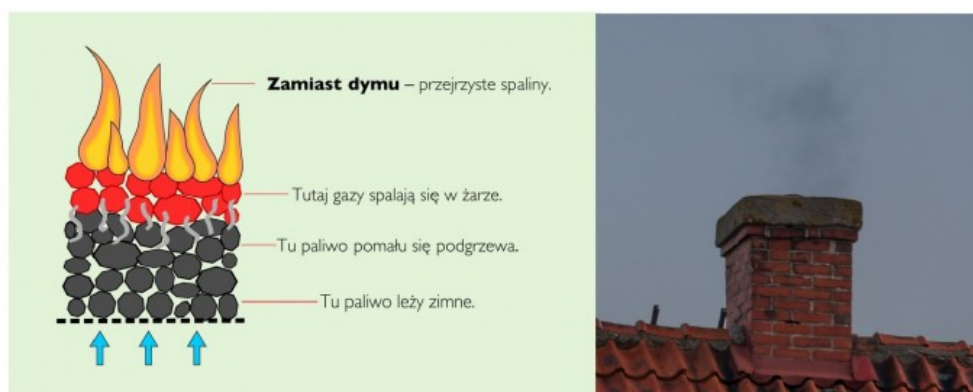 Zamiast dymu – przejrzyste spaliny.
Tutaj gazy spalają się w żarze.
Tu paliwo pomału się podgrzewa.
Tu paliwo leży zimne.